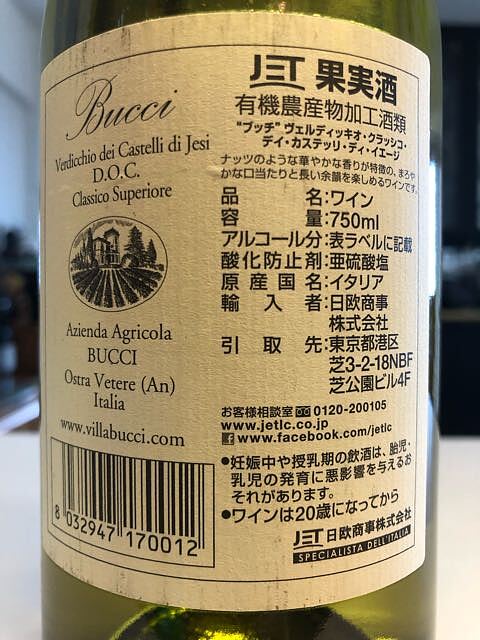 Bucci
Verdicchio dei Castelli di Jesi
D.O.C.
Classico Superiore
Azienda Agricola
BUCCI
Ostra Vetere (An)
Italia
www.villabucci.com
8 032947 170012
JET 果実酒
有機農産物加工酒類
"ブッチ" ヴェルディッキオ・クラッシコ・
デイ・カステッリ・ディ・イエージ
ナッツのような華やかな香りが特徴の、まろや
かな口当たりと長い余韻を楽しめるワインです。
品名:ワイン
容量:750ml
アルコール分:表ラベルに記載
酸化防止剤:亜硫酸塩
原産国名:イタリア
輸入者:日欧商事
株式会社
引取先:東京都港区
芝3-2-18NBF
芝公園ビル4F
お客様相談室 0120-200105
www.jetlc.co.jp
f www.facebook.com/jetlc
●妊娠中や授乳期の飲酒は、胎児・
乳児の発育に悪影響を与えるお
それがあります。
●ワインは20歳になってから
JET 日欧商事株式会社
SPECIALISTA DELL'ITALIA